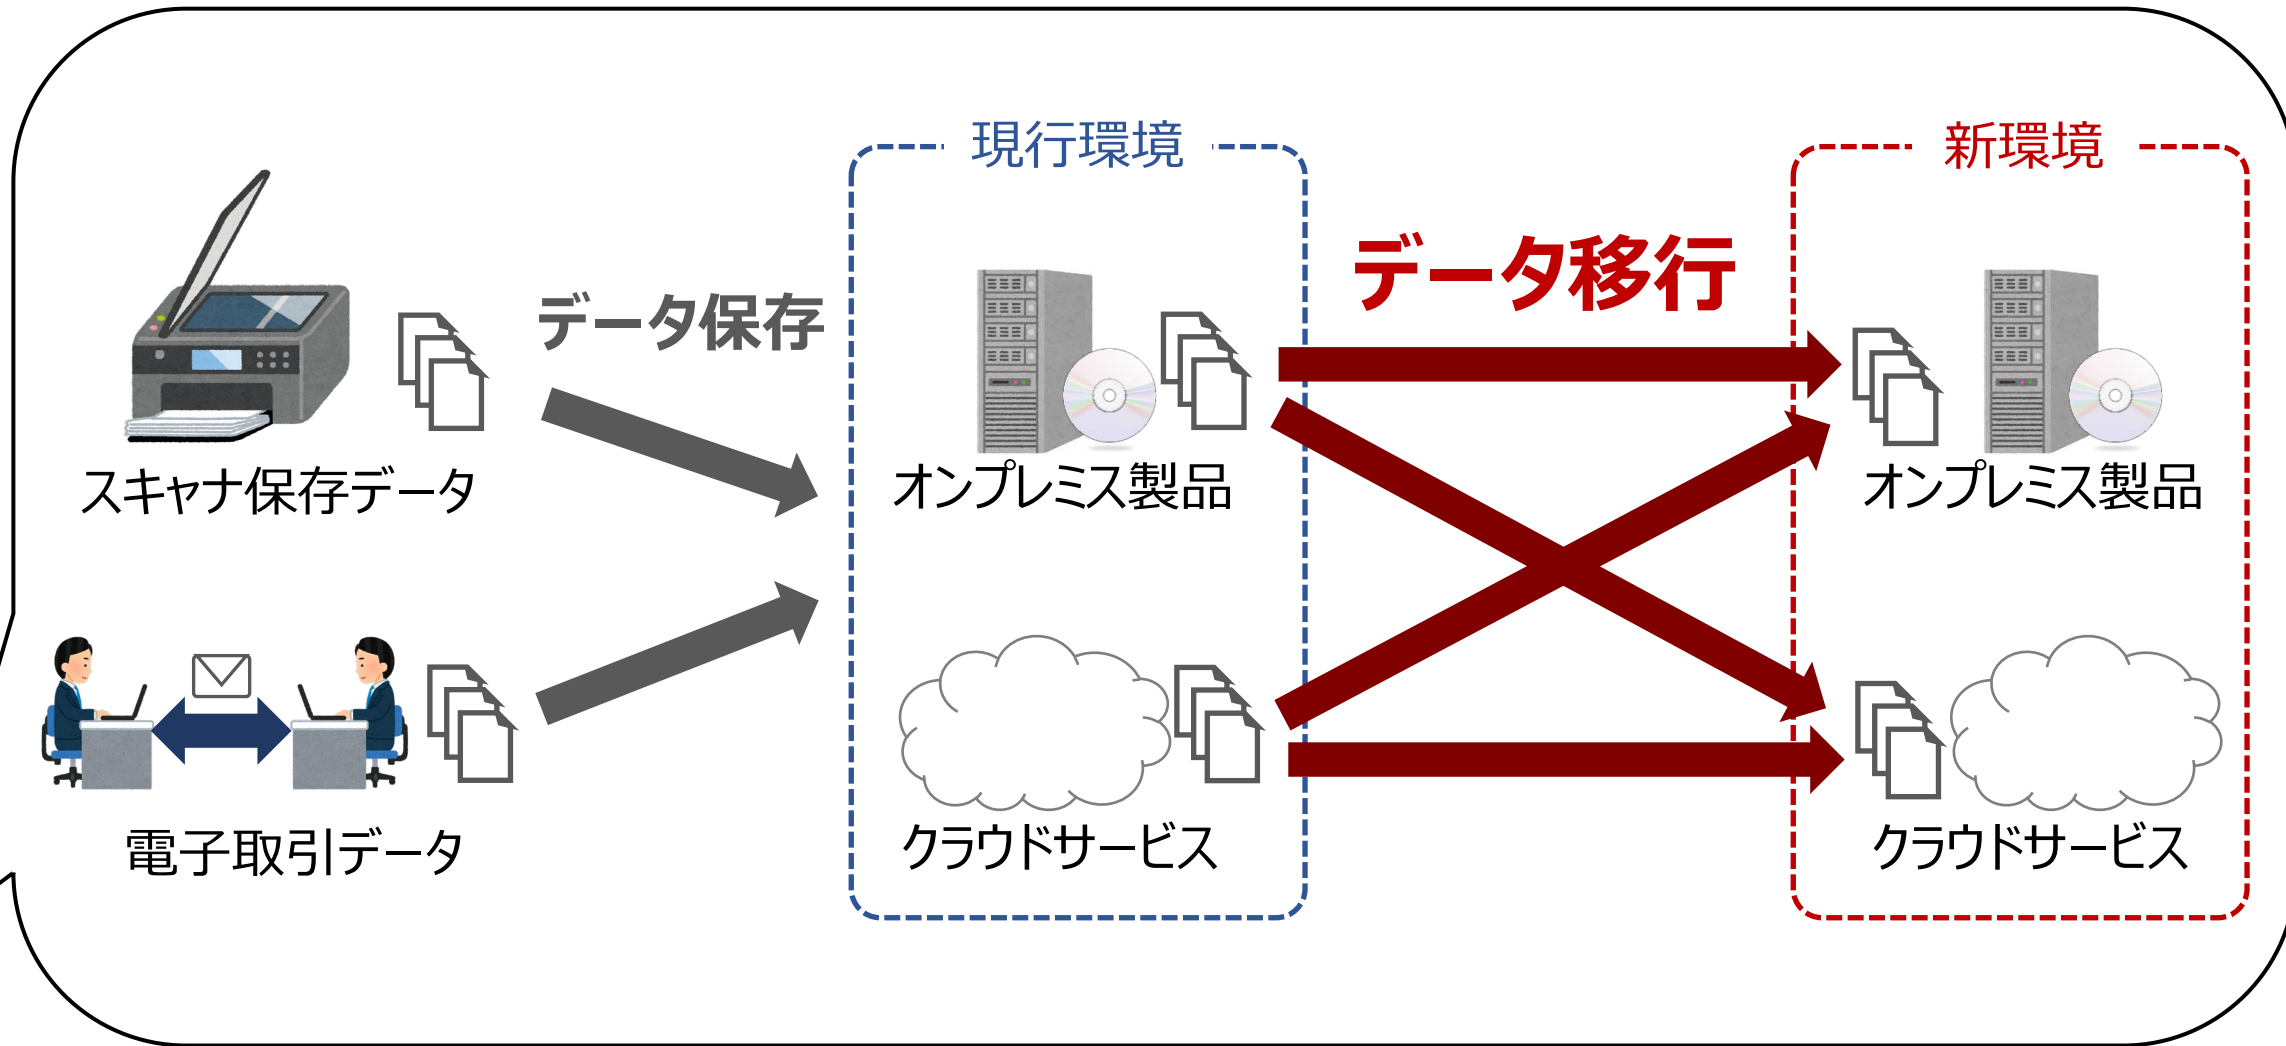 現行環境
新環境
データ移行
データ保存
スキャナ保存データ
オンプレミス製品
オンプレミス製品
電子取引データ
クラウドサービス
クラウドサービス